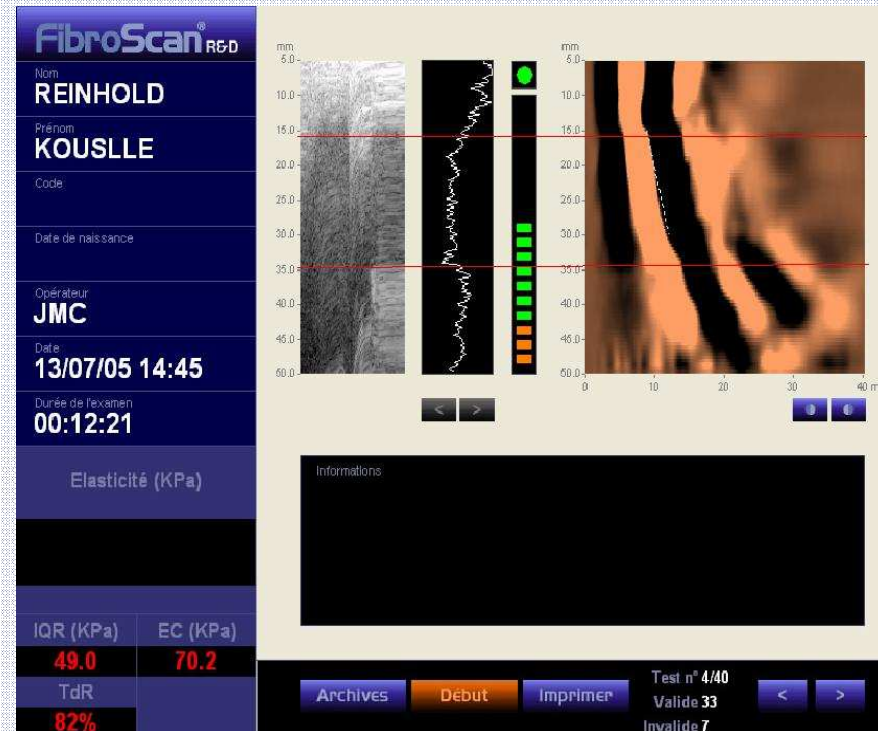 FibroScan® R&D
Nom
REINHOLD
Prénom
KOUSLLE
Code
Date de naissance
Opérateur
JMC
Date
13/07/05 14:45
Durée de l'examen
00:12:21
Elasticité (KPa)
IQR (KPa) EC (KPa)
49.0 70.2
TdR
82%
mm
5.0
10.0
15.0
20.0
25.0
30.0
35.0
40.0
45.0
50.0
< >
mm
5.0
10.0
15.0
20.0
25.0
30.0
35.0
40.0
45.0
50.0
0 10 20 30 40 m
Informations
Archives Début Imprimer
Test n° 4/40
Valide 33
Invalide 7
< >